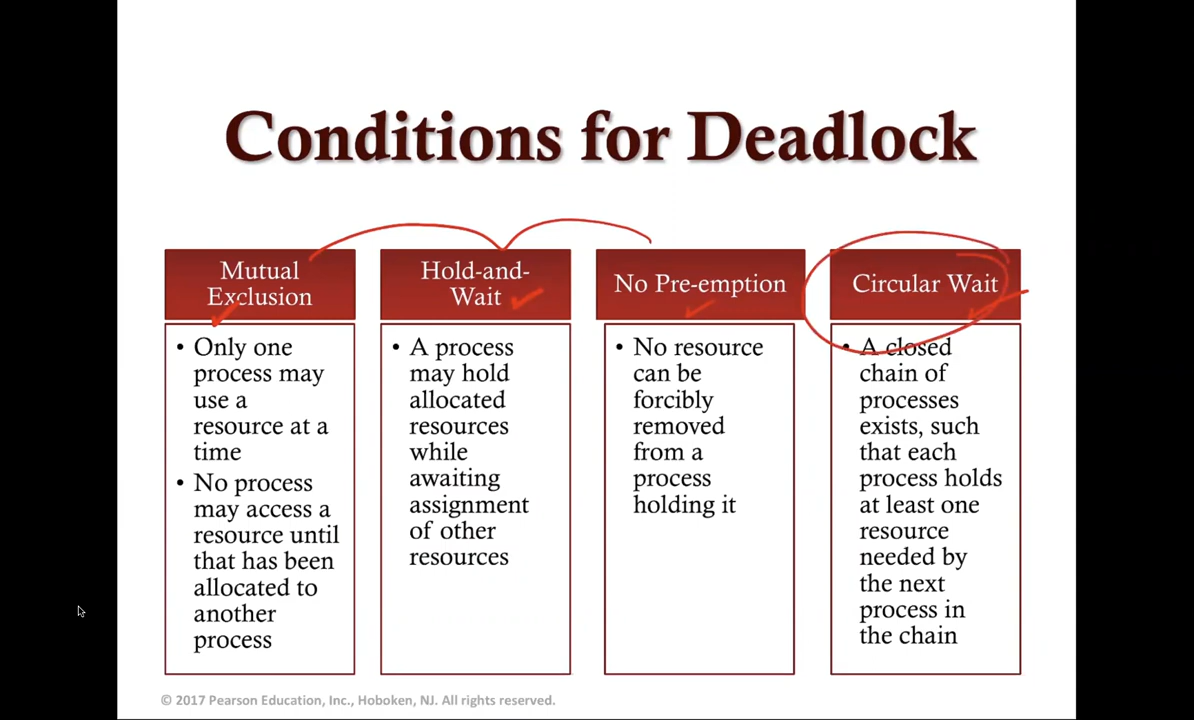 Conditions for Deadlock
Mutual
Exclusion
• Only one
process may
use a
resource at a
time
• No process
may access a
resource until
that has been
allocated to
another
process
Hold-and-
Wait
• A process
may hold
allocated
resources
while
awaiting
assignment
of other
resources
No Pre-emption
• No resource
can be
forcibly
removed
from a
process
holding it
Circular Wait
• A closed
chain of
processes
exists, such
that each
process holds
at least one
resource
needed by
the next
process in
the chain
© 2017 Pearson Education, Inc., Hoboken, NJ. All rights reserved.